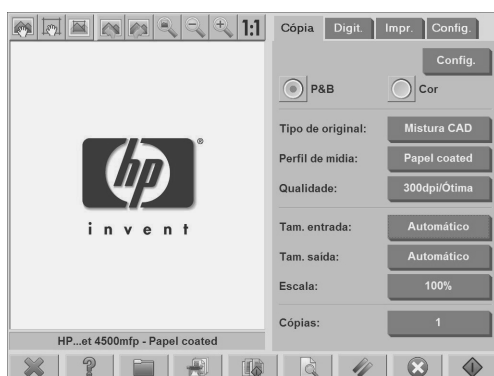 1:1
hp
®
invent
HP...et 4500mfp - Papel coated
Cópia Digit. Impr. Config.
Config.
P&B Cor
Tipo de original: Mistura CAD
Perfil de mídia: Papel coated
Qualidade: 300dpi/Ótima
Tam. entrada: Automático
Tam. saída: Automático
Escala: 100%
Cópias: 1